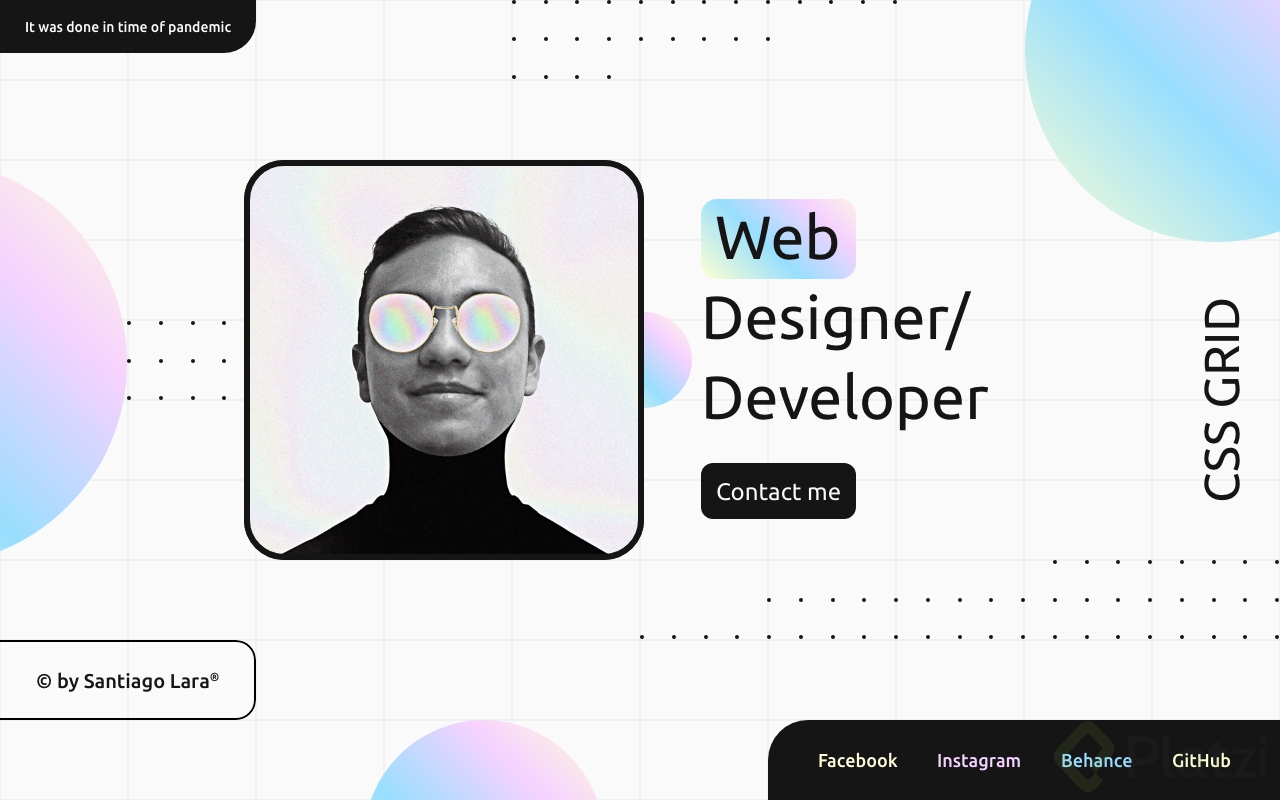 It was done in time of pandemic
Web
Designer/
Developer
Contact me
CSS GRID
© by Santiago Lara®
Facebook Instagram Behance GitHub
Platzi